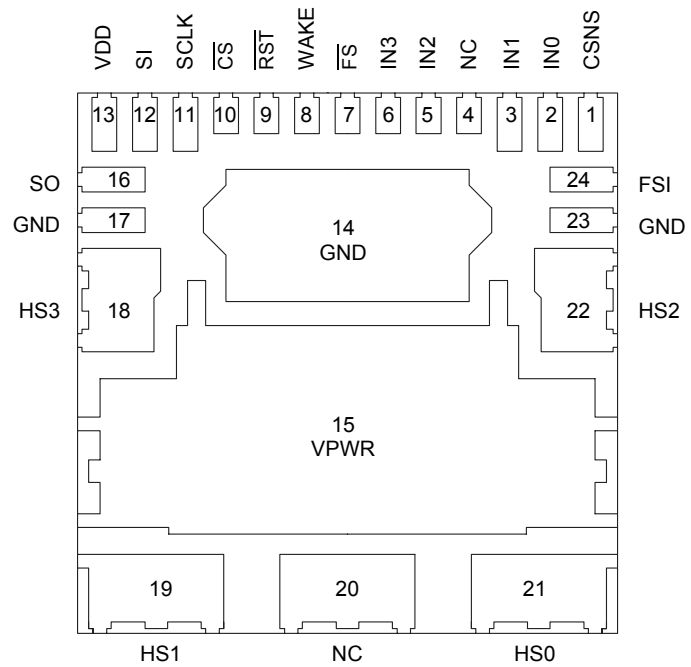 VDD SI SCLK CS RST WAKE FS IN3 IN2 NC IN1 IN0 CSNS
13 12 11 10 9 8 7 6 5 4 3 2 1
SO 16 24 FSI
GND 17 14 23 GND
GND
HS3 18 22 HS2
15
VPWR
19 20 21
HS1 NC HS0